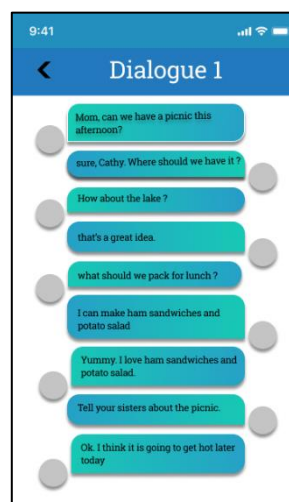 9:41
Dialogue 1
Mom, can we have a picnic this
afternoon?
sure, Cathy. Where should we have it ?
How about the lake ?
that's a great idea.
what should we pack for lunch ?
I can make ham sandwiches and
potato salad
Yummy. I love ham sandwiches and
potato salad.
Tell your sisters about the picnic.
Ok. I think it is going to get hot later
today